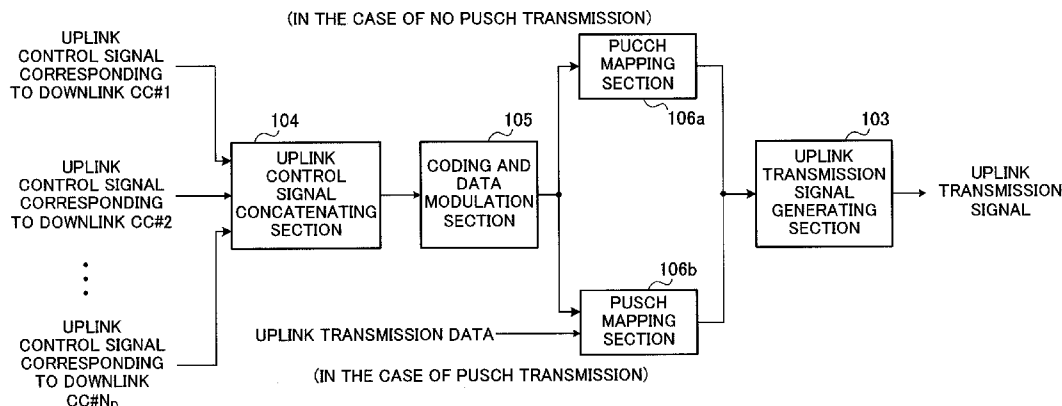 (IN THE CASE OF NO PUSCH TRANSMISSION)
UPLINK
CONTROL SIGNAL
CORRESPONDING
TO DOWNLINK CC#1
UPLINK
CONTROL SIGNAL
CORRESPONDING
TO DOWNLINK CC#2
UPLINK
CONTROL SIGNAL
CORRESPONDING
TO DOWNLINK
CC#ND
104
UPLINK
CONTROL
SIGNAL
CONCATENATING
SECTION
105
CODING AND
DATA
MODULATION
SECTION
PUCCH
MAPPING
SECTION
106a
106b
PUSCH
MAPPING
SECTION
UPLINK TRANSMISSION DATA
(IN THE CASE OF PUSCH TRANSMISSION)
103
UPLINK
TRANSMISSION
SIGNAL
GENERATING
SECTION
UPLINK
TRANSMISSION
SIGNAL